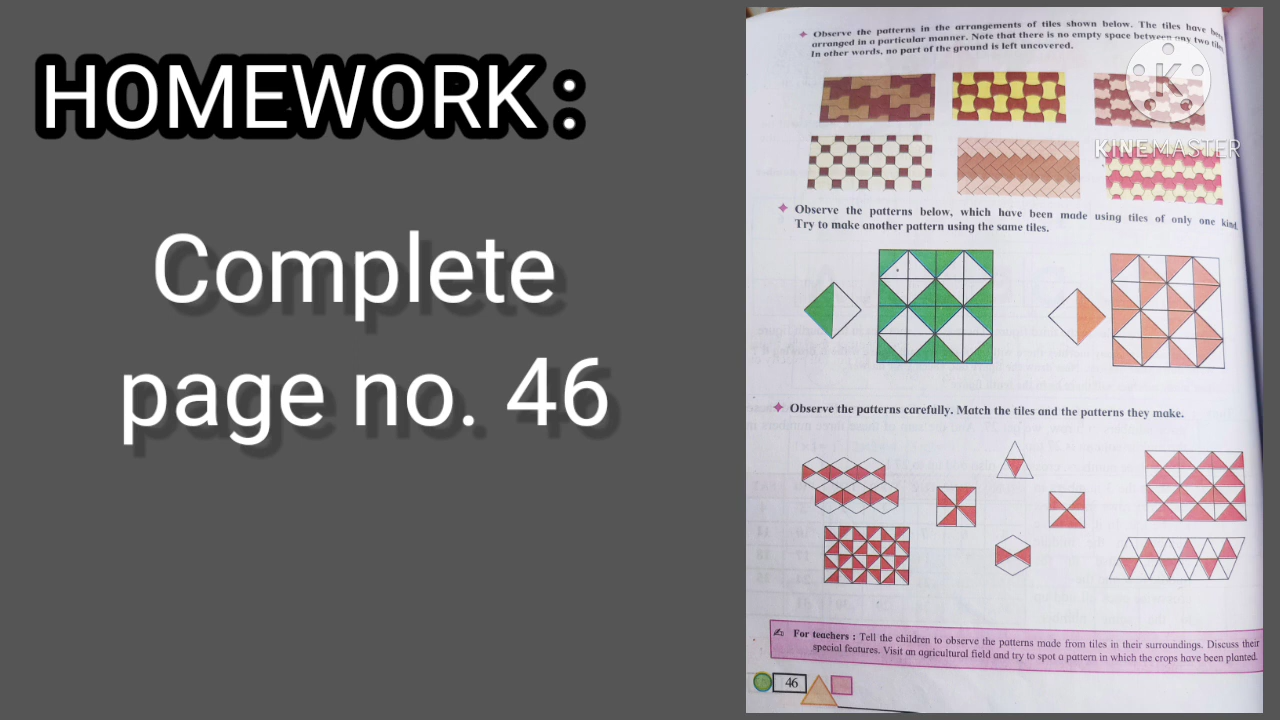 HOMEWORK :
Complete
page no. 46
Observe the patterns in the arrangements of tiles shown below. The tiles have
arranged in a particular manner. Note that there is no empty space between any two tiles
In other words, no part of the ground is left uncovered.
K
KINEMASTER
Observe the patterns below, which have been made using tiles of only one kind.
Try to make another pattern using the same tiles.
Observe the patterns carefully. Match the tiles and the patterns they make.
For teachers : Tell the children to observe the patterns made from tiles in their surroundings. Discuss their
special features. Visit an agricultural field and try to spot a pattern in which the crops have been planted.
46